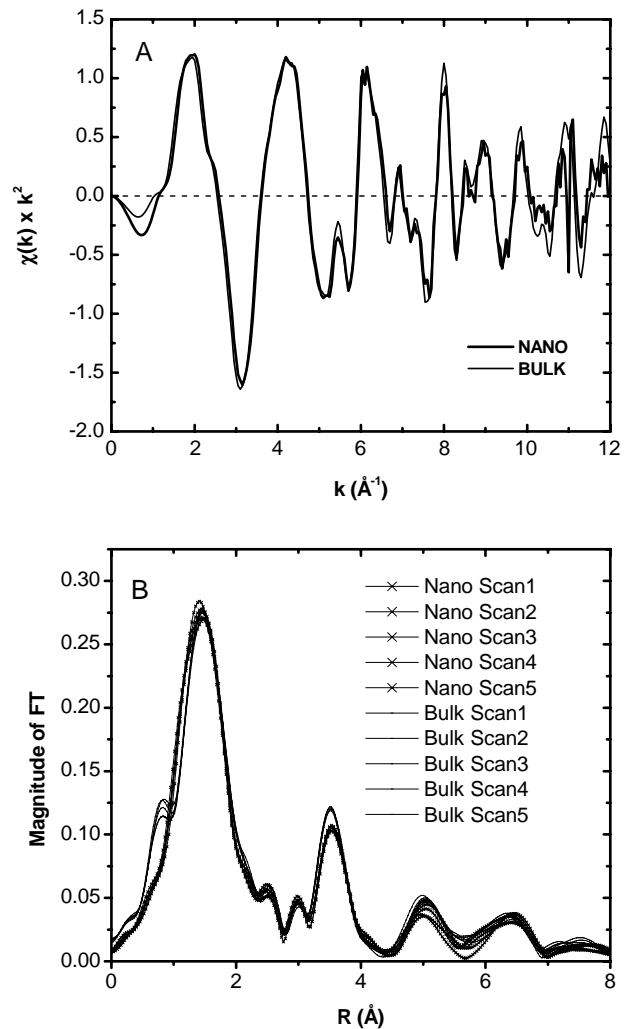 A
1.5
1.0
0.5
0.0
-0.5
-1.0
-1.5
-2.0
χ(k) x k²
NANO
BULK
0 2 4 6 8 10 12
k (Å⁻¹)
B
0.30
0.25
0.20
0.15
0.10
0.05
0.00
Magnitude of FT
Nano Scan1
Nano Scan2
Nano Scan3
Nano Scan4
Nano Scan5
Bulk Scan1
Bulk Scan2
Bulk Scan3
Bulk Scan4
Bulk Scan5
0 2 4 6 8
R (Å)